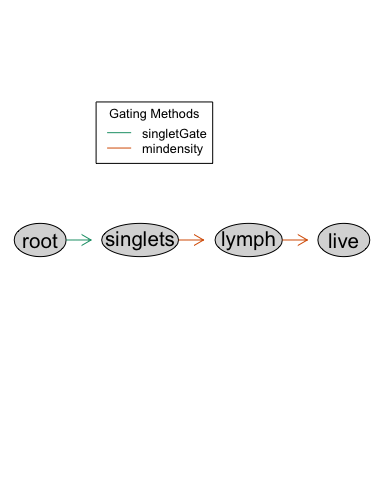 Gating Methods
singletGate
mindensity
root singlets lymph live